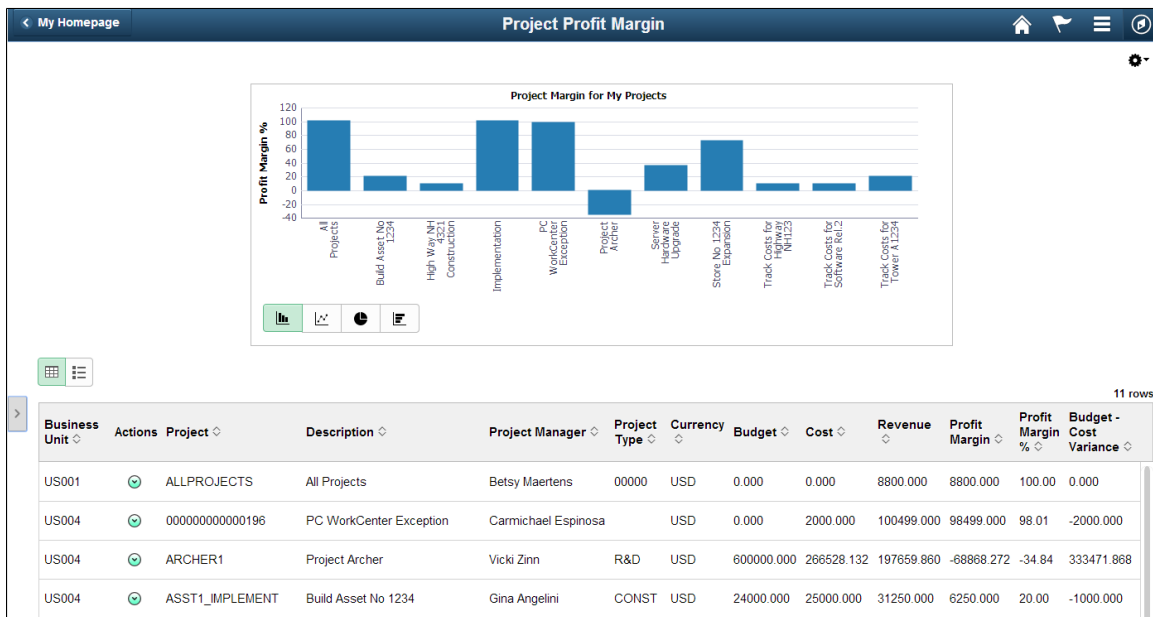 My Homepage
Project Profit Margin
Project Margin for My Projects
Profit Margin %
120
100
80
60
40
20
0
-20
-40
All
Projects
Build Asset No
1234
High Way NH
4321
Construction
Implementation
PC
WorkCenter
Exception
Project
Archer
Server
Hardware
Upgrade
Store No 1234
Expansion
Track Costs for
Highway
NH123
Track Costs for
Software Rel.2
Track Costs for
Tower A1234
11 rows
Business Unit Actions Project Description Project Manager Project Type Currency Budget Cost Revenue Profit Margin Profit Margin % Budget - Cost Variance
US001 ALLPROJECTS All Projects Betsy Maertens 00000 USD 0.000 0.000 8800.000 8800.000 100.00 0.000
US004 000000000000196 PC WorkCenter Exception Carmichael Espinosa USD 0.000 2000.000 100499.000 98499.000 98.01 -2000.000
US004 ARCHER1 Project Archer Vicki Zinn R&D USD 600000.000 266528.132 197659.860 -68868.272 -34.84 333471.868
US004 ASST1_IMPLEMENT Build Asset No 1234 Gina Angelini CONST USD 24000.000 25000.000 31250.000 6250.000 20.00 -1000.000